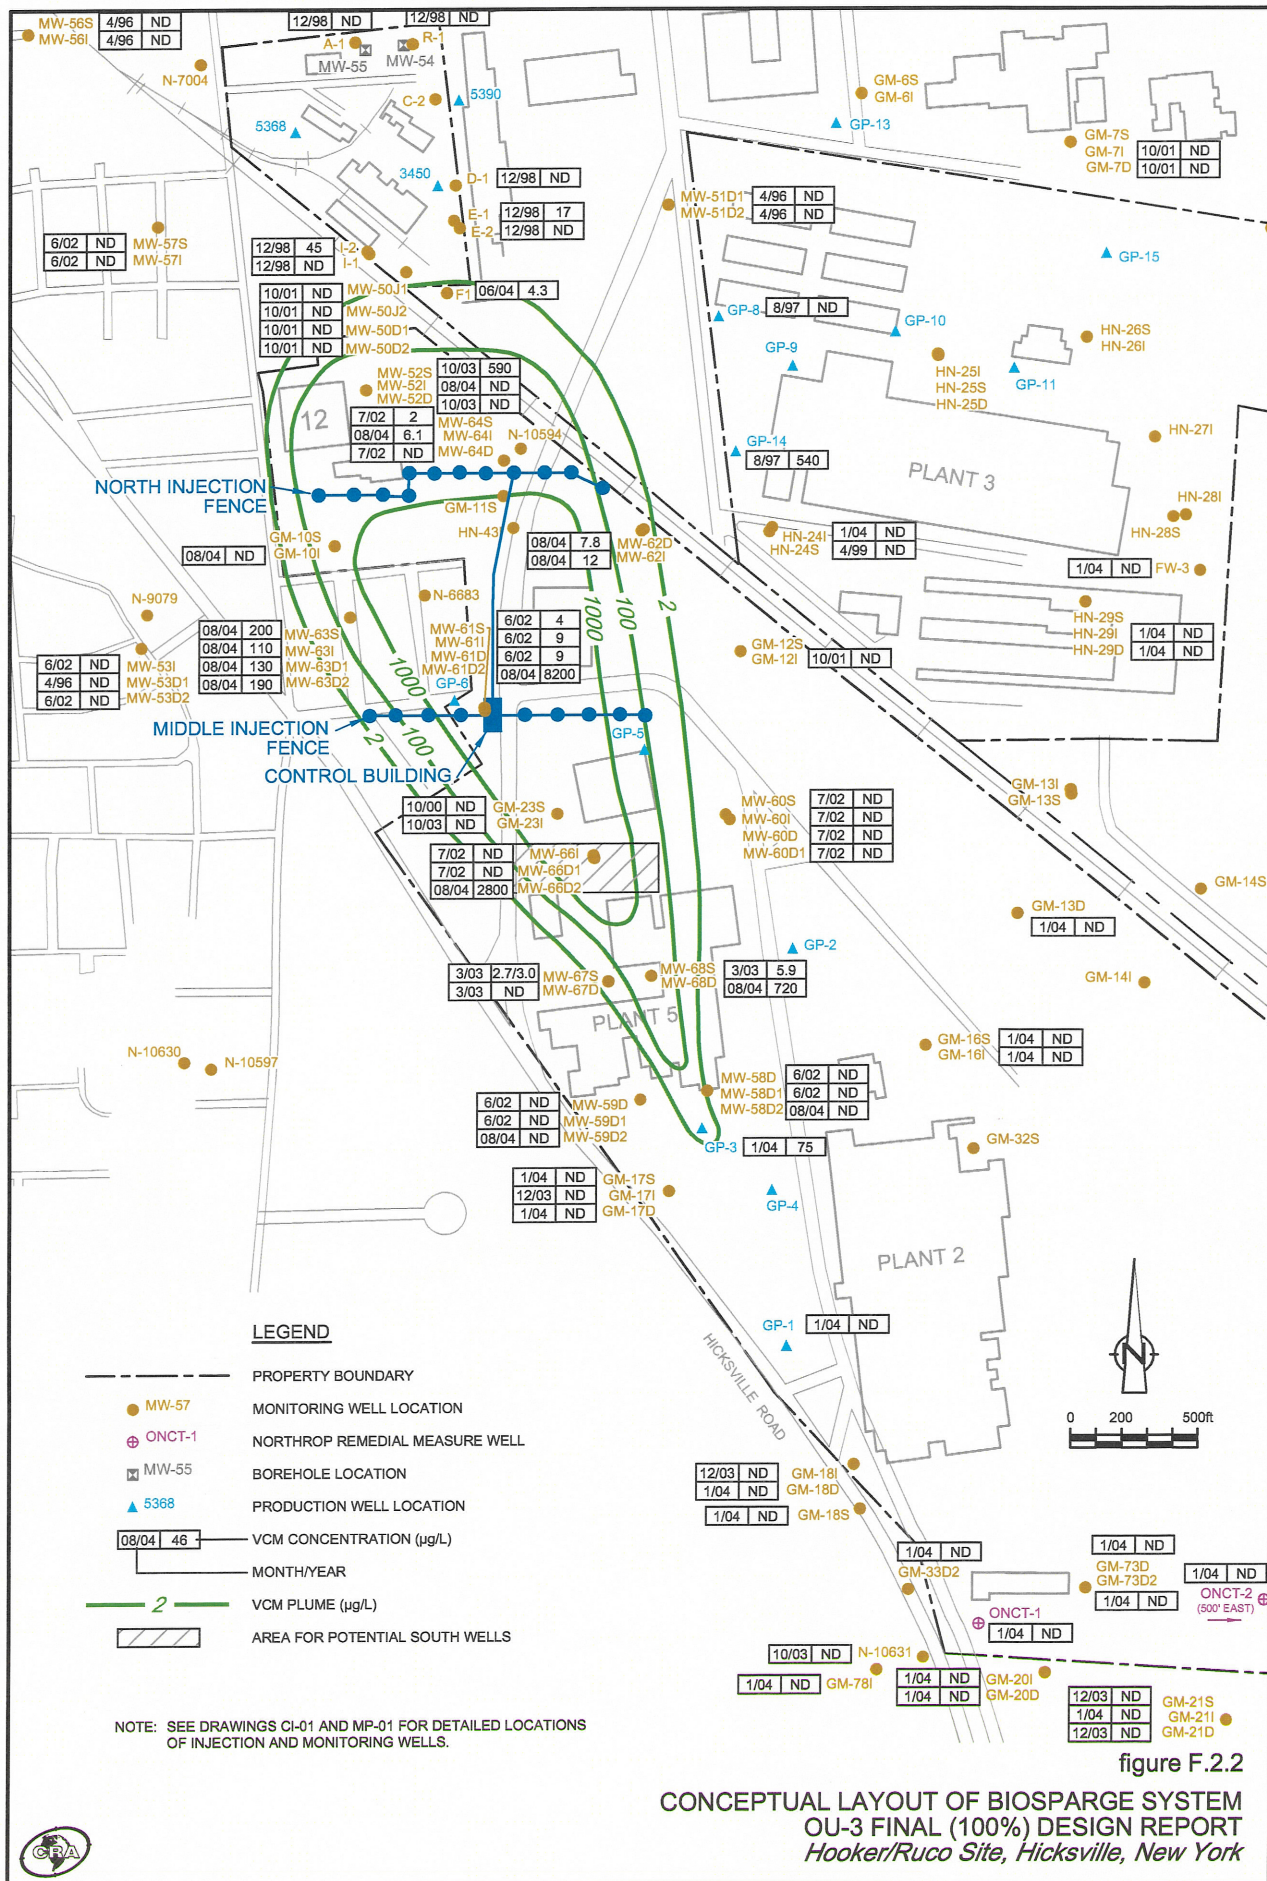 MW-56S 4/96 ND
MW-56I 4/96 ND
12/98 ND
12/98 ND
A-1
R-1
MW-55
MW-54
N-7004
C-2
5390
5368
3450
D-1 12/98 ND
E-1 12/98 17
E-2 12/98 ND
GM-6S
GM-6I
GP-13
GM-7S
GM-7I 10/01 ND
GM-7D 10/01 ND
MW-51D1 4/96 ND
MW-51D2 4/96 ND
6/02 ND MW-57S
6/02 ND MW-57I
12/98 45 I-2
12/98 ND I-1
GP-15
10/01 ND MW-50J1
10/01 ND MW-50J2
10/01 ND MW-50D1
10/01 ND MW-50D2
F1 06/04 4.3
GP-8 8/97 ND
GP-10
GP-9
HN-26S
HN-26I
GP-11
HN-25I
HN-25S
HN-25D
MW-52S 10/03 590
MW-52I 08/04 ND
MW-52D 10/03 ND
12
7/02 2 MW-64S
08/04 6.1 MW-64I
7/02 ND MW-64D
N-10594
GP-14
8/97 540
HN-27I
PLANT 3
NORTH INJECTION
FENCE
GM-11S
HN-28I
HN-28S
HN-43
08/04 ND
GM-10S
GM-10I
08/04 7.8 MW-62D
08/04 12 MW-62I
HN-24I 1/04 ND
HN-24S 4/99 ND
1/04 ND FW-3
N-9079
N-6683
1000
100
2
HN-29S
HN-29I 1/04 ND
HN-29D 1/04 ND
08/04 200 MW-63S
08/04 110 MW-63I
08/04 130 MW-63D1
08/04 190 MW-63D2
MW-61S 6/02 4
MW-61I 6/02 9
MW-61D 6/02 9
MW-61D2 08/04 8200
GM-12S
GM-12I 10/01 ND
6/02 ND MW-53I
4/96 ND MW-53D1
6/02 ND MW-53D2
GP-6
1000
100
2
MIDDLE INJECTION
FENCE
GP-5
CONTROL BUILDING
10/00 ND GM-23S
10/03 ND GM-23I
MW-60S 7/02 ND
MW-60I 7/02 ND
MW-60D 7/02 ND
MW-60D1 7/02 ND
GM-13I
GM-13S
7/02 ND MW-66I
7/02 ND MW-66D1
08/04 2800 MW-66D2
GM-14S
GM-13D
1/04 ND
GP-2
3/03 2.7/3.0 MW-67S
3/03 ND MW-67D
MW-68S 3/03 5.9
MW-68D 08/04 720
GM-14I
PLANT 5
N-10630
N-10597
GM-16S 1/04 ND
GM-16I 1/04 ND
6/02 ND MW-59D
6/02 ND MW-59D1
08/04 ND MW-59D2
MW-58D 6/02 ND
MW-58D1 6/02 ND
MW-58D2 08/04 ND
GP-3 1/04 75
GM-32S
1/04 ND GM-17S
12/03 ND GM-17I
1/04 ND GM-17D
GP-4
PLANT 2
GP-1 1/04 ND
HICKSVILLE ROAD
N
0 200 500ft
LEGEND
PROPERTY BOUNDARY
MW-57 MONITORING WELL LOCATION
ONCT-1 NORTHROP REMEDIAL MEASURE WELL
MW-55 BOREHOLE LOCATION
5368 PRODUCTION WELL LOCATION
08/04 46 VCM CONCENTRATION (µg/L)
MONTH/YEAR
2 VCM PLUME (µg/L)
AREA FOR POTENTIAL SOUTH WELLS
12/03 ND GM-18I
1/04 ND GM-18D
1/04 ND GM-18S
1/04 ND
GM-33D2
1/04 ND
GM-73D
GM-73D2
1/04 ND
1/04 ND
ONCT-2
(500' EAST)
ONCT-1
1/04 ND
10/03 ND N-10631
1/04 ND GM-78I
1/04 ND GM-20I
1/04 ND GM-20D
12/03 ND GM-21S
1/04 ND GM-21I
12/03 ND GM-21D
NOTE: SEE DRAWINGS CI-01 AND MP-01 FOR DETAILED LOCATIONS
OF INJECTION AND MONITORING WELLS.
figure F.2.2
CONCEPTUAL LAYOUT OF BIOSPARGE SYSTEM
OU-3 FINAL (100%) DESIGN REPORT
Hooker/Ruco Site, Hicksville, New York
CRA